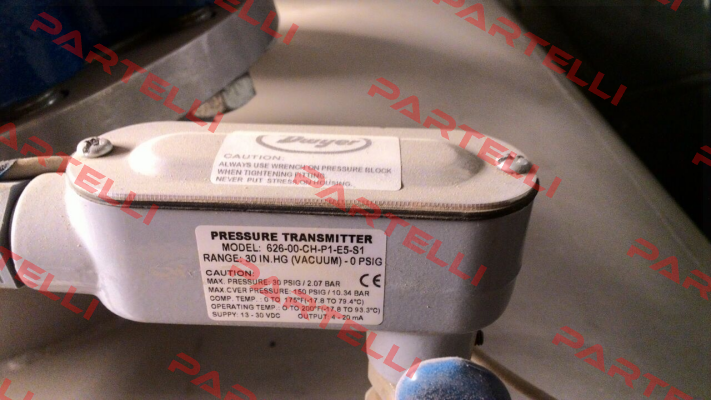 Dwyer
CAUTION:
ALWAYS USE WRENCH ON PRESSURE BLOCK
WHEN TIGHTENING FITTING.
NEVER PUT STRESS ON HOUSING.
PRESSURE TRANSMITTER
MODEL: 626-00-CH-P1-E5-S1
RANGE: 30 IN.HG (VACUUM) - 0 PSIG
CAUTION:
MAX. PRESSURE: 30 PSIG / 2.07 BAR
MAX.OVER PRESSURE: 150 PSIG / 10.34 BAR
COMP. TEMP. : 0 TO 175°F(-17.8 TO 79.4°C)
OPERATING TEMP. : 0 TO 200°F(-17.8 TO 93.3°C)
SUPPY: 13 - 30 VDC OUTPUT: 4 - 20 mA
CE
PARTELLI
PARTELLI
PARTELLI
PARTELLI
PARTELLI
PARTELLI
PARTELLI
PARTELLI